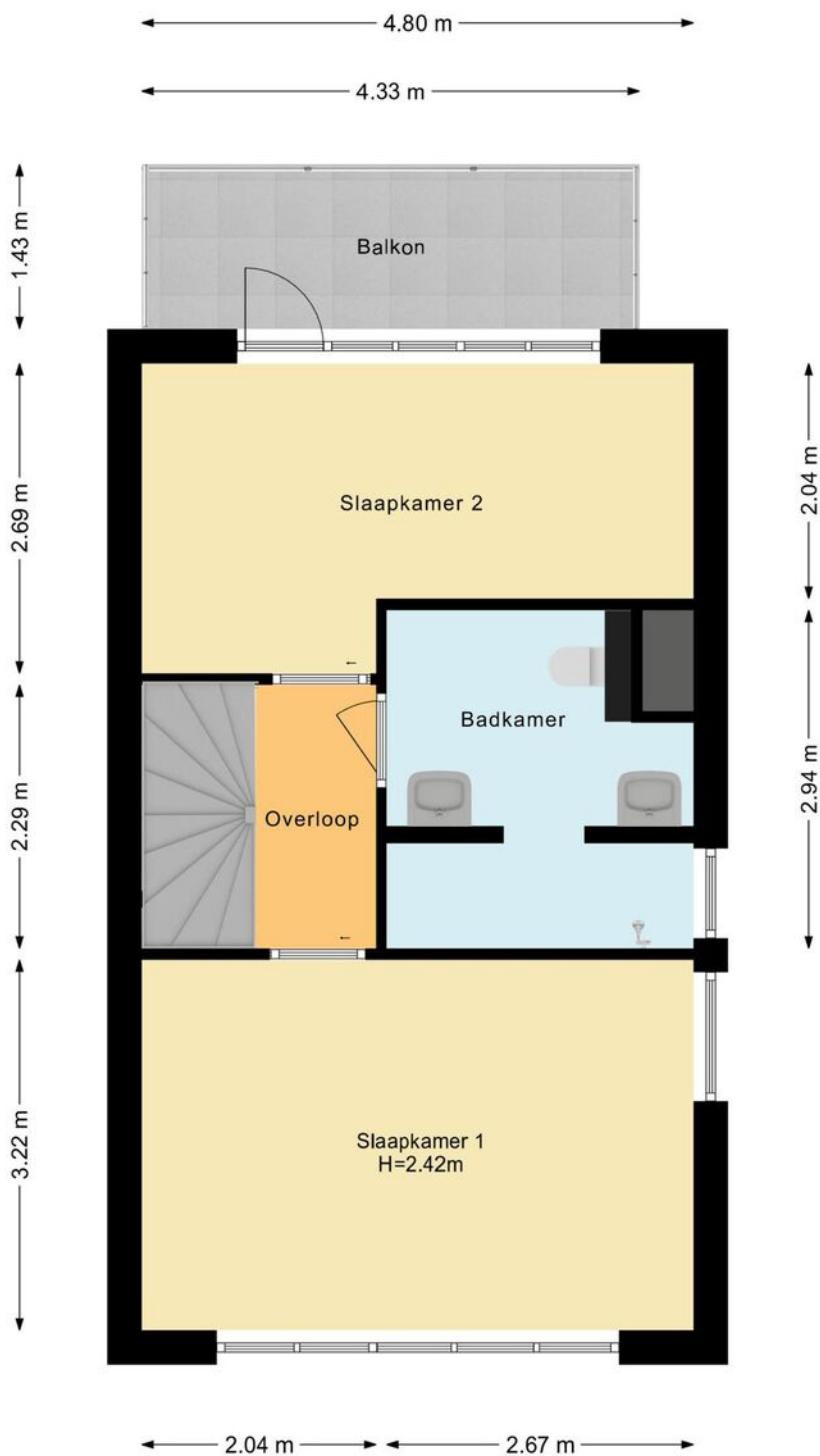 4.80 m
4.33 m
1.43 m
Balkon
2.69 m
2.04 m
Slaapkamer 2
Badkamer
2.29 m
Overloop
2.94 m
3.22 m
Slaapkamer 1
H=2.42m
2.04 m
2.67 m